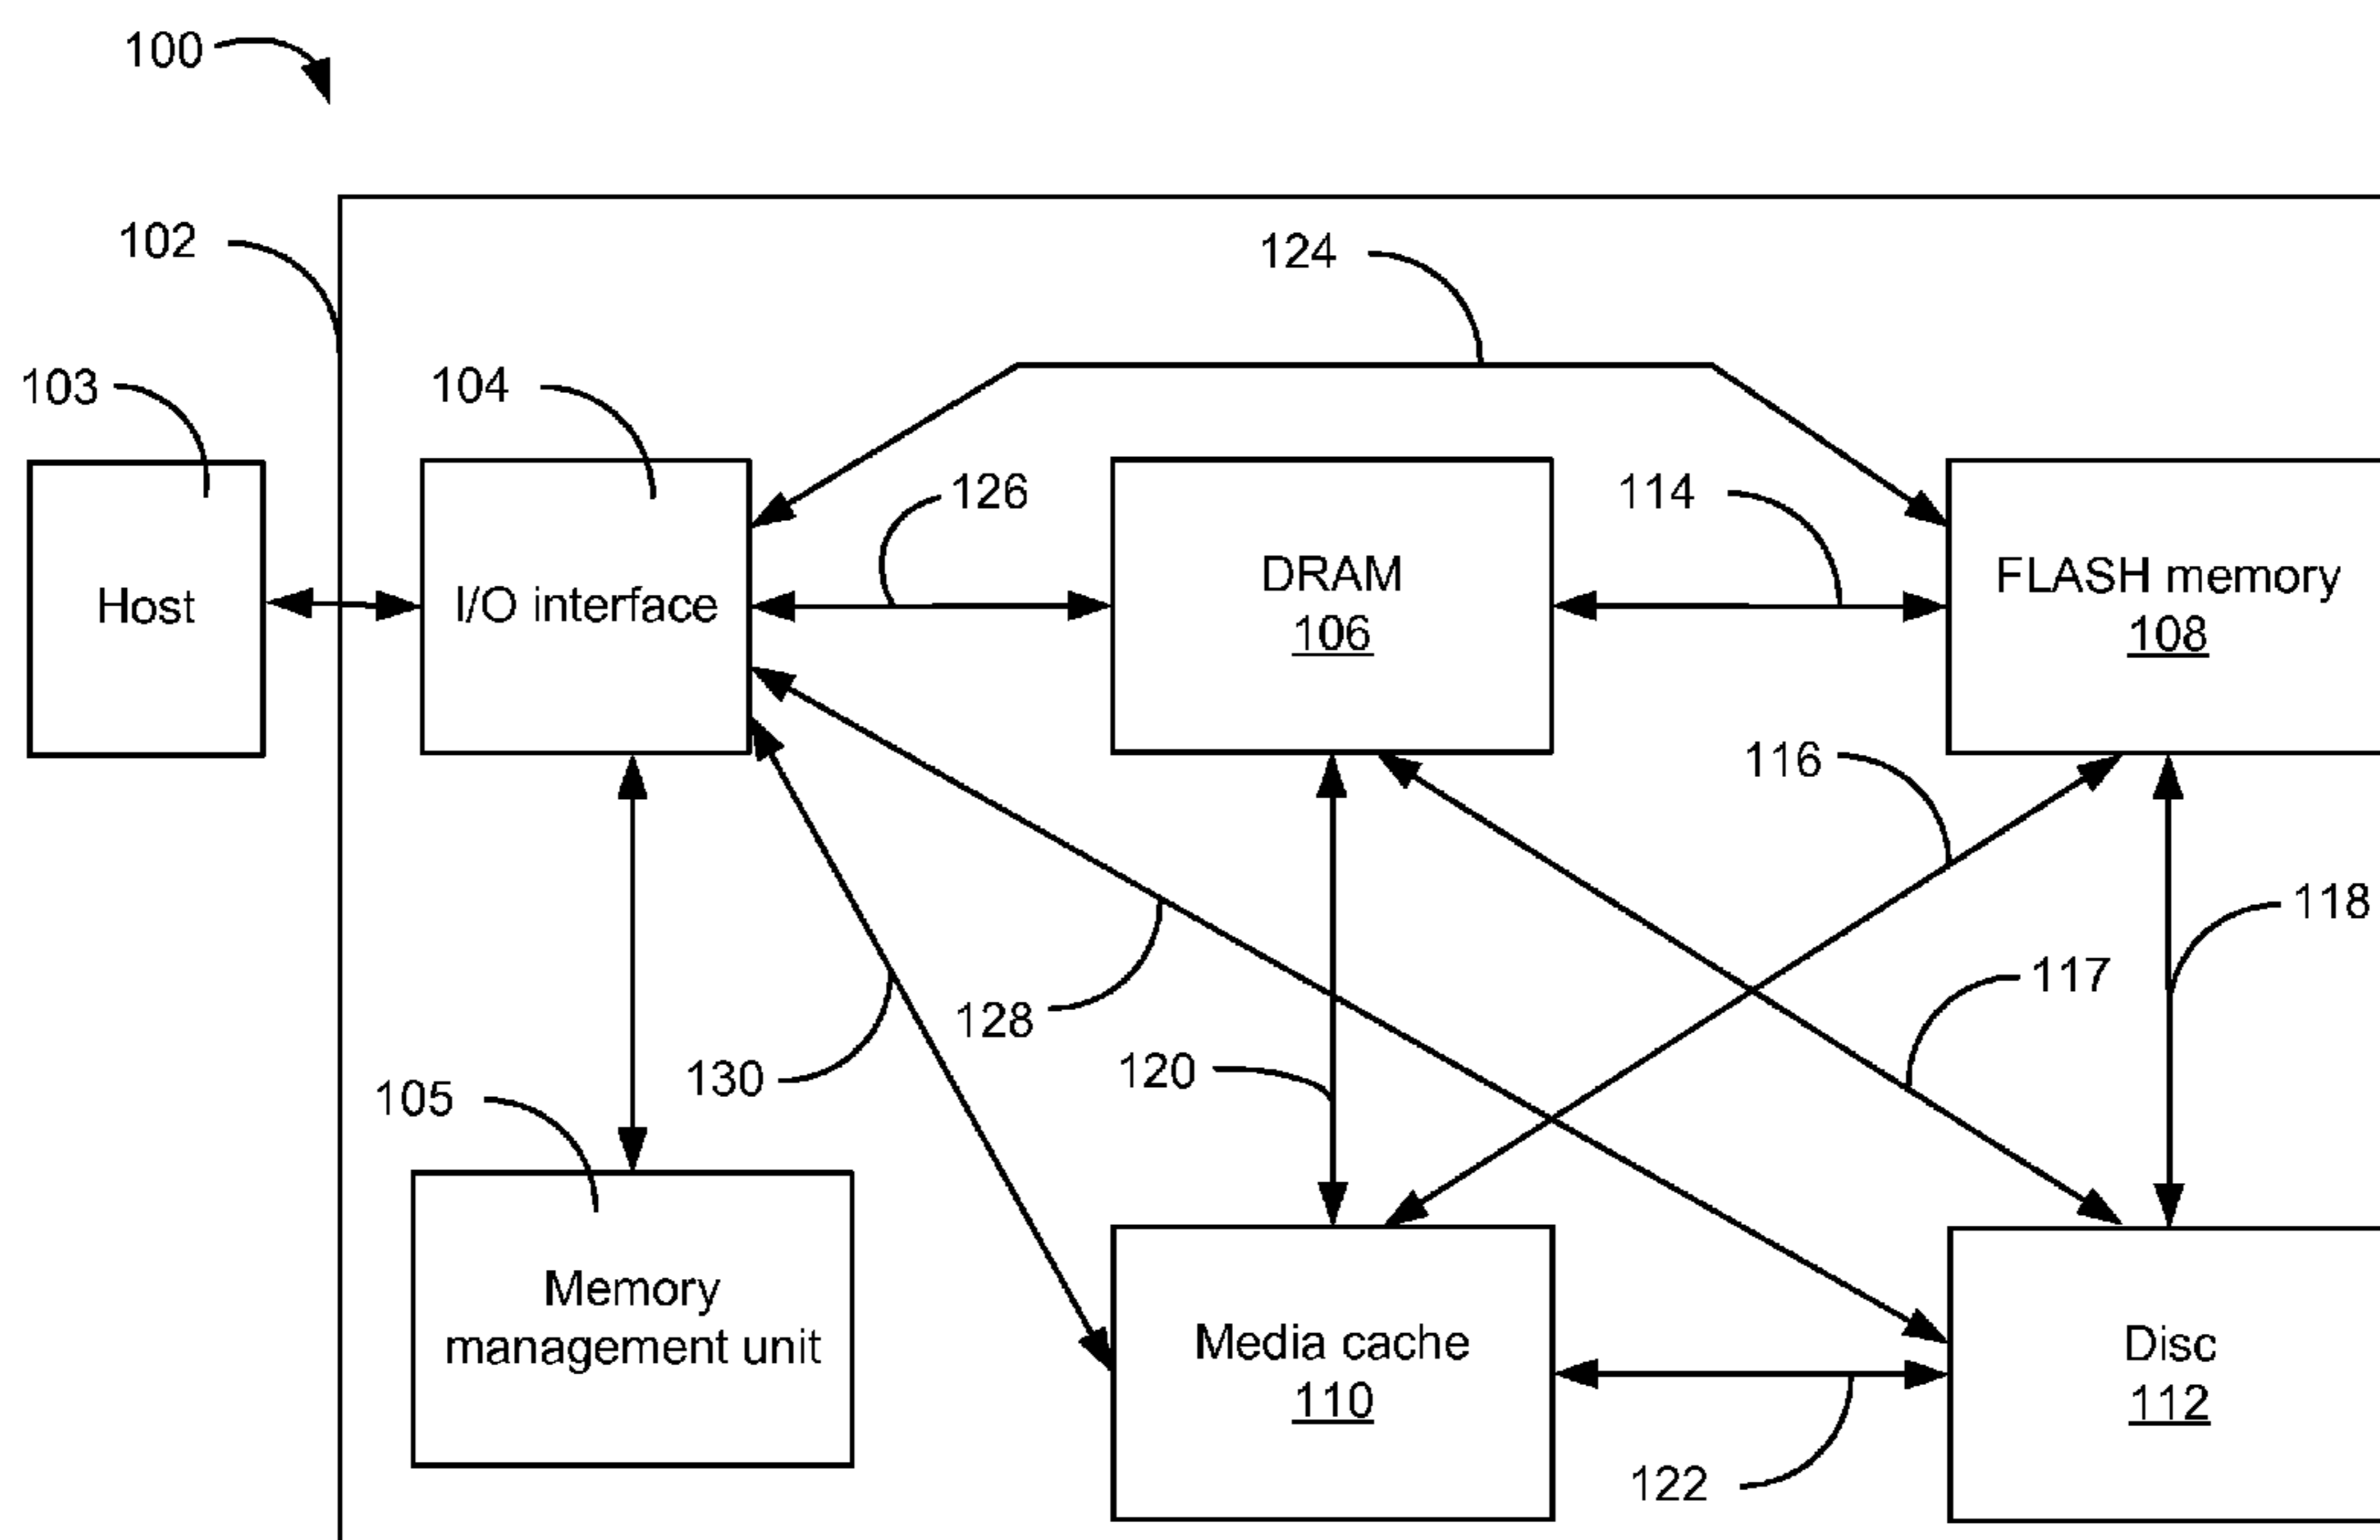 100
102
124
103
104
126
114
Host
I/O interface
DRAM
106
FLASH memory
108
116
118
117
128
120
130
105
Memory
management unit
Media cache
110
Disc
112
122